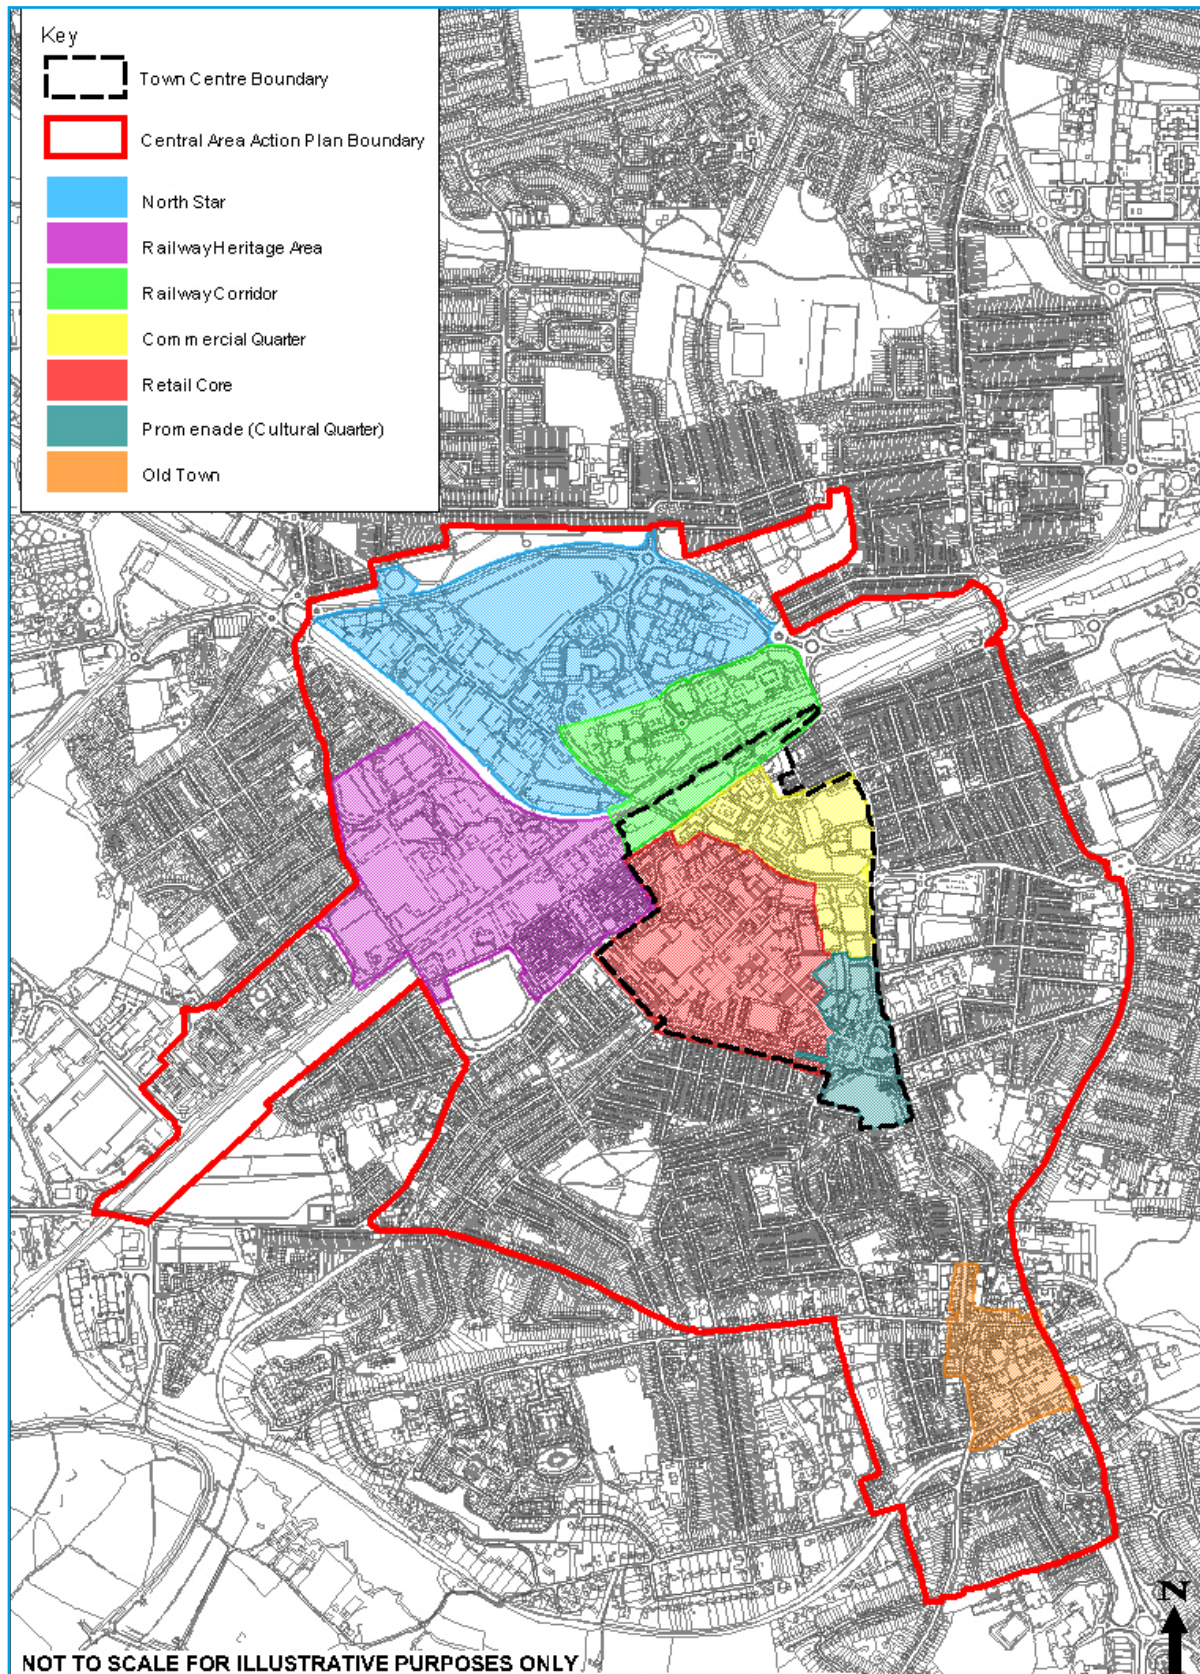 Key
Town Centre Boundary
Central Area Action Plan Boundary
North Star
Railway Heritage Area
Railway Corridor
Commercial Quarter
Retail Core
Promenade (Cultural Quarter)
Old Town
N
NOT TO SCALE FOR ILLUSTRATIVE PURPOSES ONLY